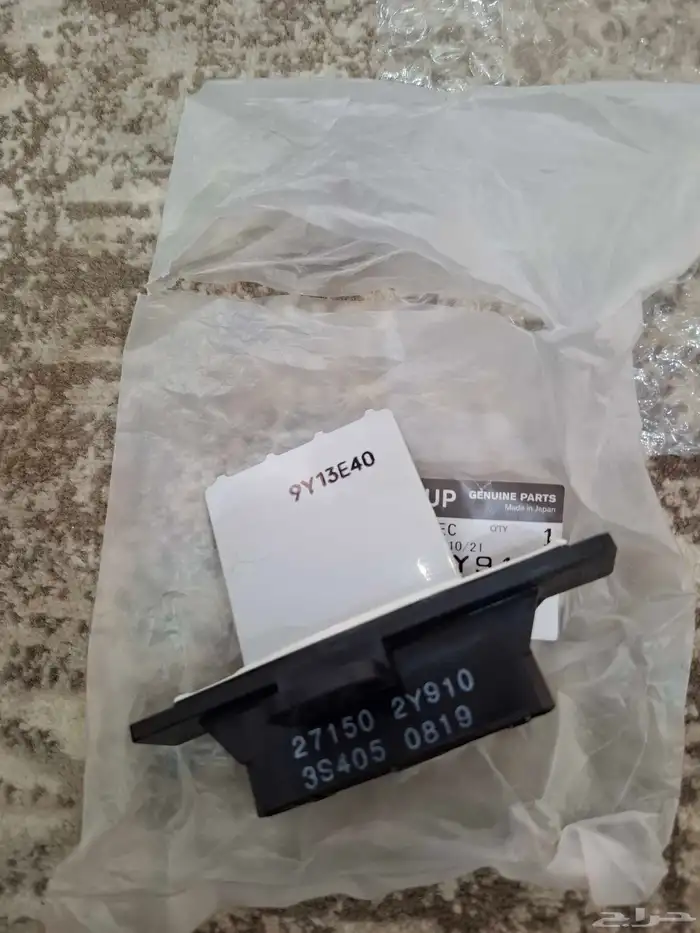 9Y13E40
UP GENUINE PARTS
Made in Japan
EC QTY 1
10/21
Y9
27150 2Y910
3S405 0819
حراج